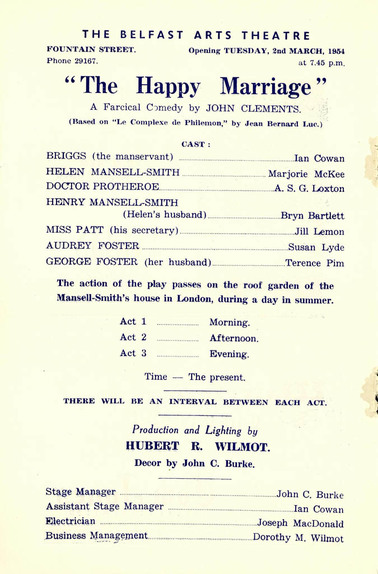 THE BELFAST ARTS THEATRE
FOUNTAIN STREET. Opening TUESDAY, 2nd MARCH, 1954
Phone 29167. at 7.45 p.m.
"The Happy Marriage"
A Farcical Comedy by JOHN CLEMENTS.
(Based on "Le Complexe de Philemon," by Jean Bernard Luc.)
CAST :
BRIGGS (the manservant) Ian Cowan
HELEN MANSELL-SMITH Marjorie McKee
DOCTOR PROTHEROE A. S. G. Loxton
HENRY MANSELL-SMITH
(Helen's husband) Bryn Bartlett
MISS PATT (his secretary) Jill Lemon
AUDREY FOSTER Susan Lyde
GEORGE FOSTER (her husband) Terence Pim
The action of the play passes on the roof garden of the
Mansell-Smith's house in London, during a day in summer.
Act 1 Morning.
Act 2 Afternoon.
Act 3 Evening.
Time — The present.
THERE WILL BE AN INTERVAL BETWEEN EACH ACT.
Production and Lighting by
HUBERT R. WILMOT.
Decor by John C. Burke.
Stage Manager John C. Burke
Assistant Stage Manager Ian Cowan
Electrician Joseph MacDonald
Business Management Dorothy M. Wilmot